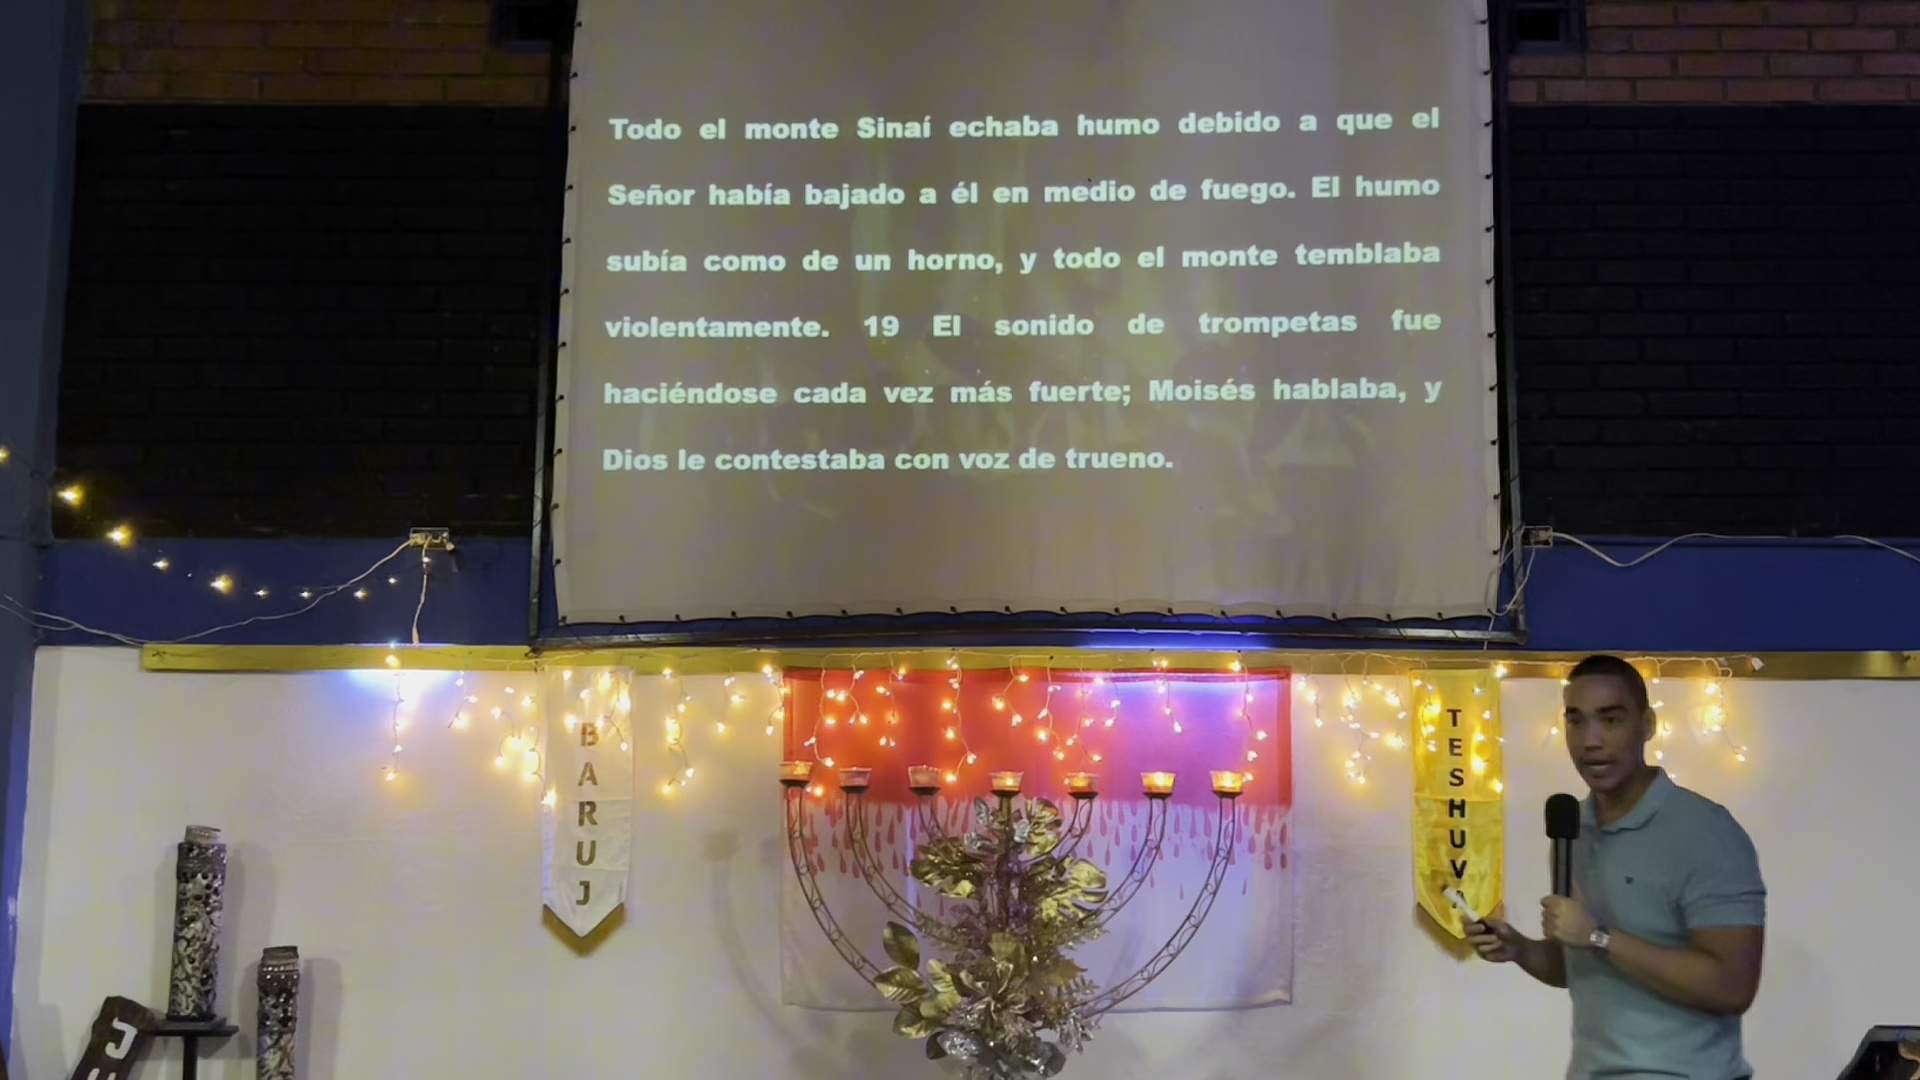 Todo el monte Sinaí echaba humo debido a que el
Señor había bajado a él en medio de fuego. El humo
subía como de un horno, y todo el monte temblaba
violentamente. 19 El sonido de trompetas fue
haciéndose cada vez más fuerte; Moisés hablaba, y
Dios le contestaba con voz de trueno.
BARUJ
TESHUV
J